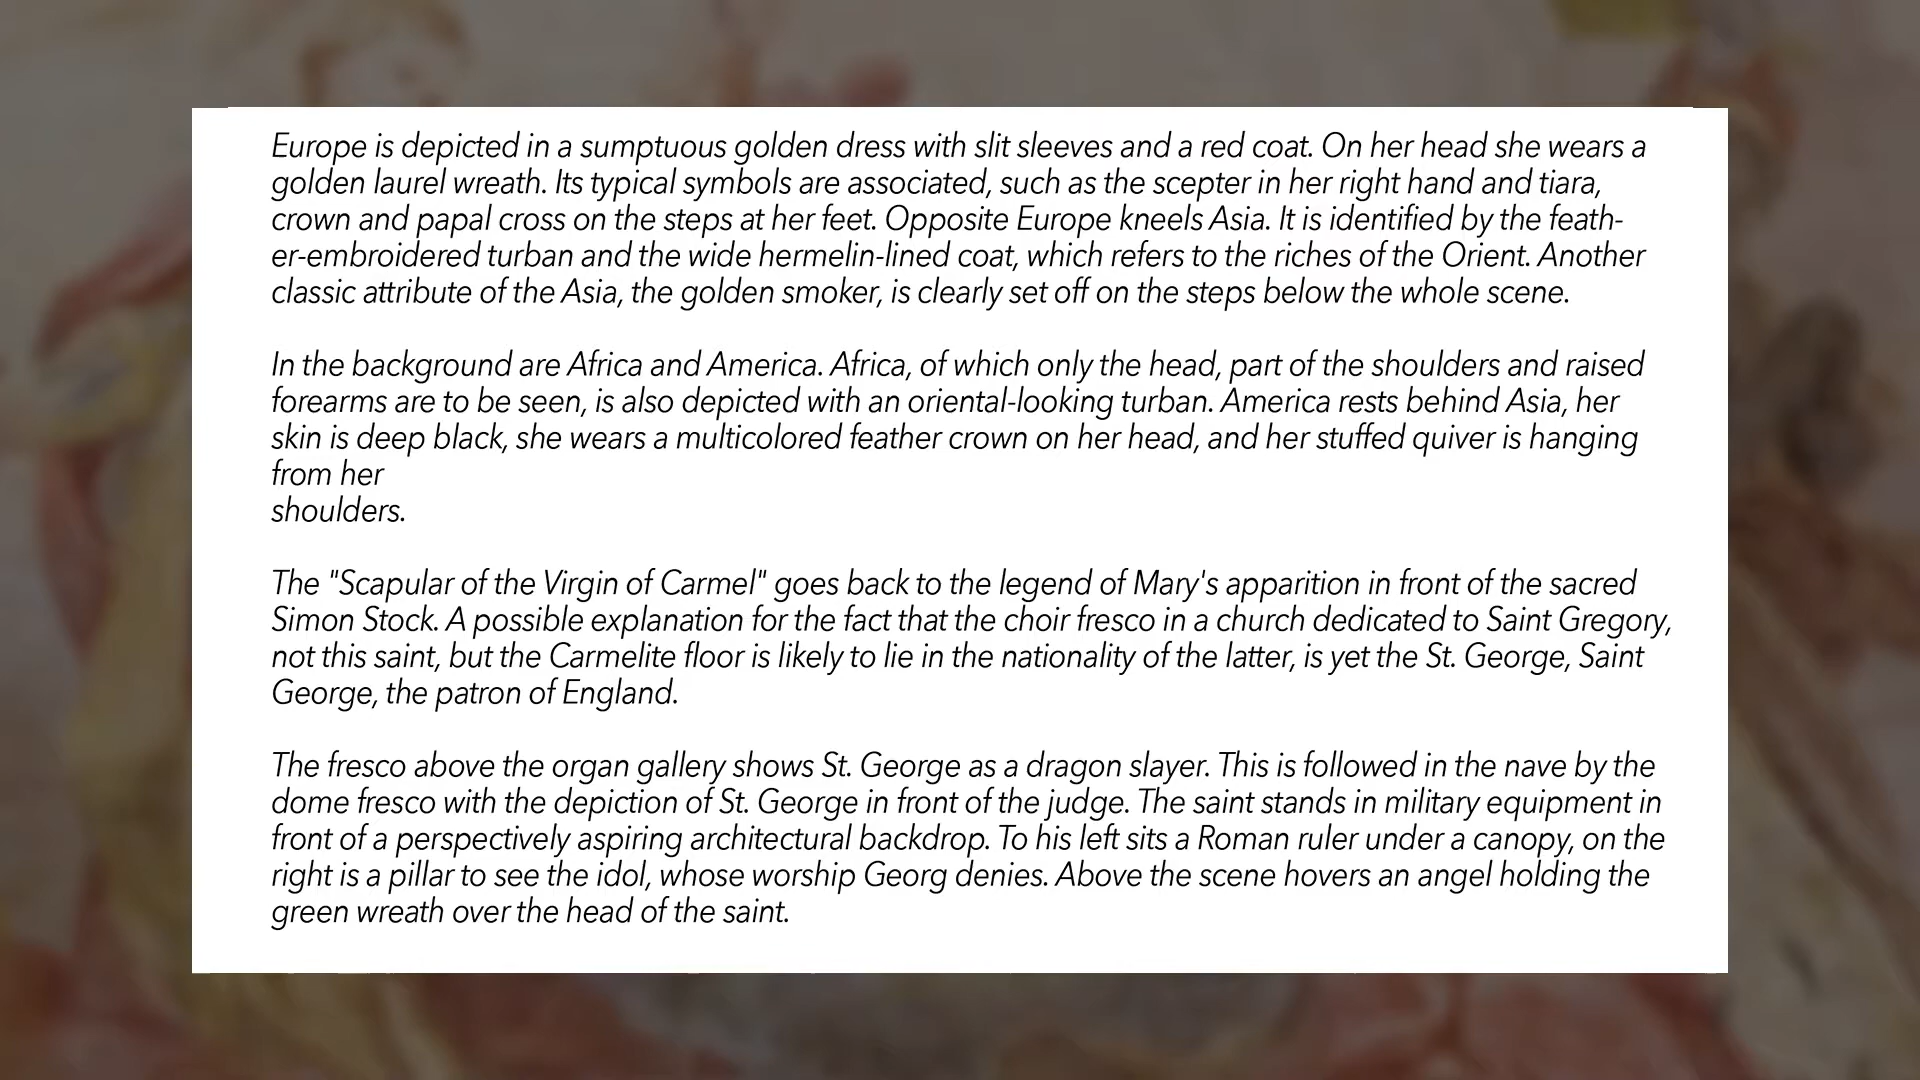 Europe is depicted in a sumptuous golden dress with slit sleeves and a red coat. On her head she wears a
golden laurel wreath. Its typical symbols are associated, such as the scepter in her right hand and tiara,
crown and papal cross on the steps at her feet. Opposite Europe kneels Asia. It is identified by the feath-
er-embroidered turban and the wide hermelin-lined coat, which refers to the riches of the Orient. Another
classic attribute of the Asia, the golden smoker, is clearly set off on the steps below the whole scene.
In the background are Africa and America. Africa, of which only the head, part of the shoulders and raised
forearms are to be seen, is also depicted with an oriental-looking turban. America rests behind Asia, her
skin is deep black, she wears a multicolored feather crown on her head, and her stuffed quiver is hanging
from her
shoulders.
The "Scapular of the Virgin of Carmel" goes back to the legend of Mary's apparition in front of the sacred
Simon Stock. A possible explanation for the fact that the choir fresco in a church dedicated to Saint Gregory,
not this saint, but the Carmelite floor is likely to lie in the nationality of the latter, is yet the St. George, Saint
George, the patron of England.
The fresco above the organ gallery shows St. George as a dragon slayer. This is followed in the nave by the
dome fresco with the depiction of St. George in front of the judge. The saint stands in military equipment in
front of a perspectively aspiring architectural backdrop. To his left sits a Roman ruler under a canopy, on the
right is a pillar to see the idol, whose worship Georg denies. Above the scene hovers an angel holding the
green wreath over the head of the saint.